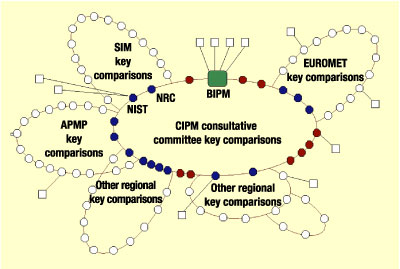 SIM
key
comparisons
EUROMET
key comparisons
NRC
BIPM
NIST
APMP
key
comparisons
CIPM consultative
committee key comparisons
Other regional
key comparisons
Other regional
key comparisons